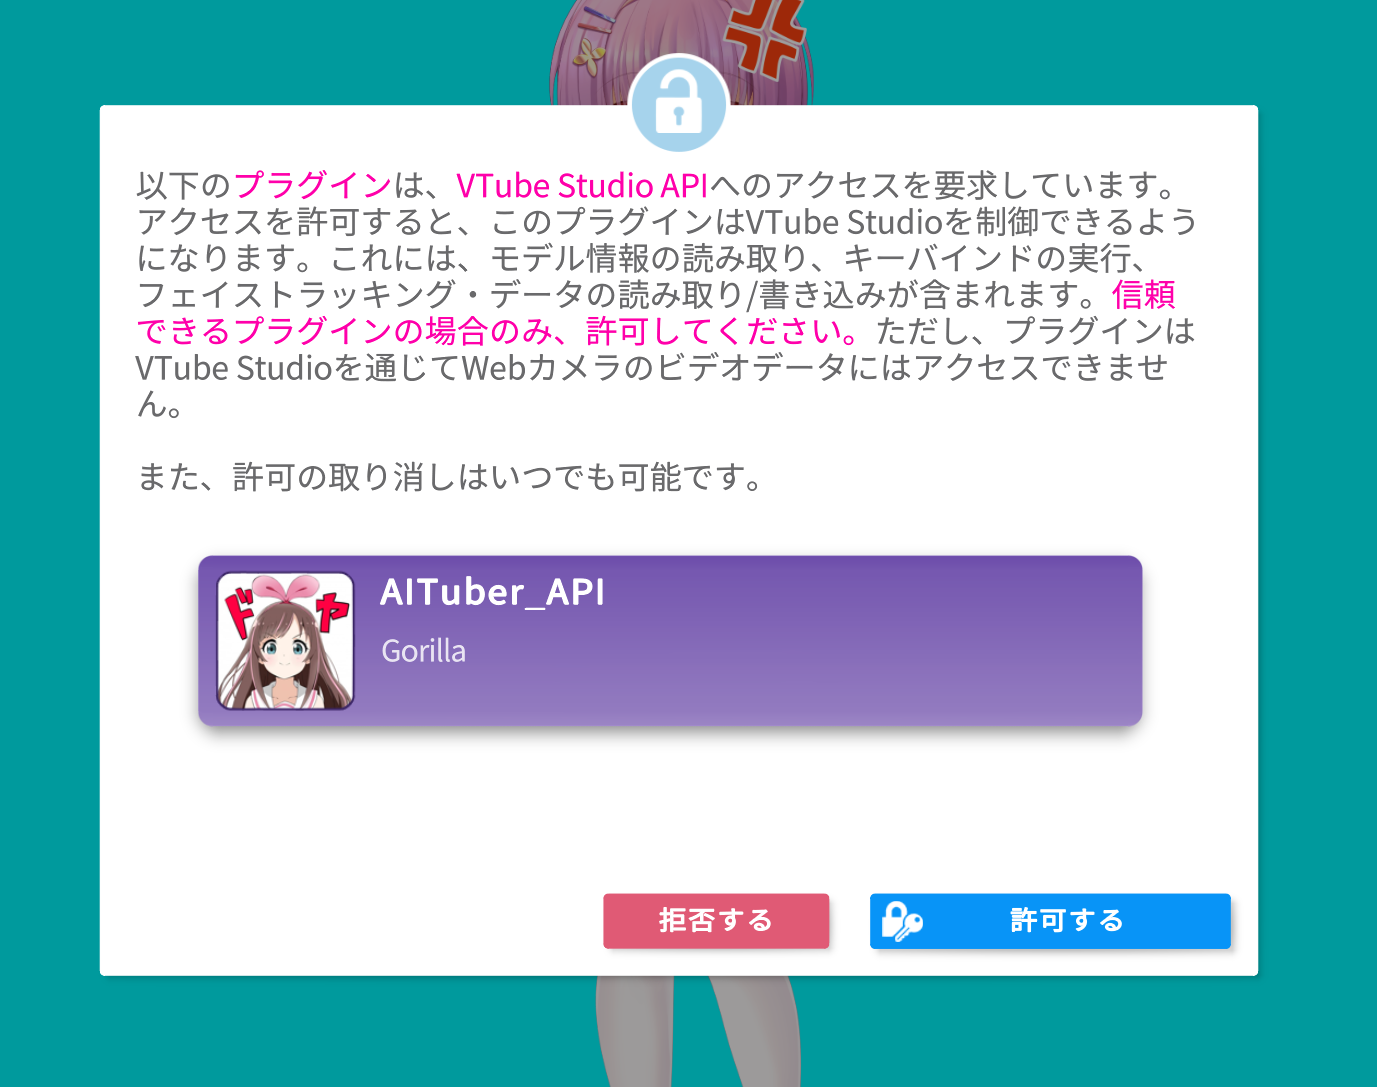 以下のプラグインは、VTube Studio APIへのアクセスを要求しています。
アクセスを許可すると、このプラグインはVTube Studioを制御できるよう
になります。これには、モデル情報の読み取り、キーバインドの実行、
フェイストラッキング・データの読み取り/書き込みが含まれます。信頼
できるプラグインの場合のみ、許可してください。ただし、プラグインは
VTube Studioを通じてWebカメラのビデオデータにはアクセスできませ
ん。
また、許可の取り消しはいつでも可能です。
ドヤ
AITuber_API
Gorilla
拒否する
許可する